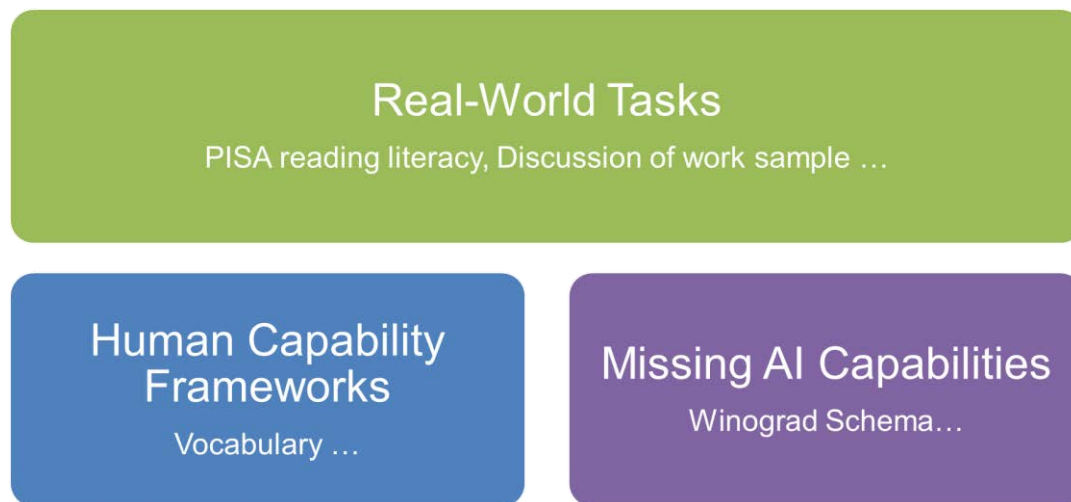 Real-World Tasks
PISA reading literacy, Discussion of work sample …
Human Capability
Frameworks
Vocabulary …
Missing AI Capabilities
Winograd Schema…